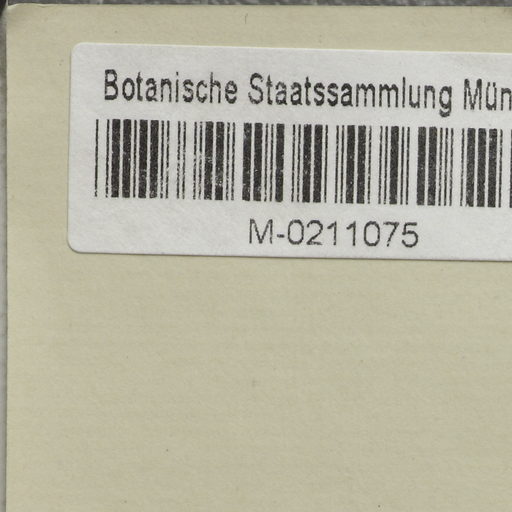 Botanische Staatssammlung Mün
M-0211075